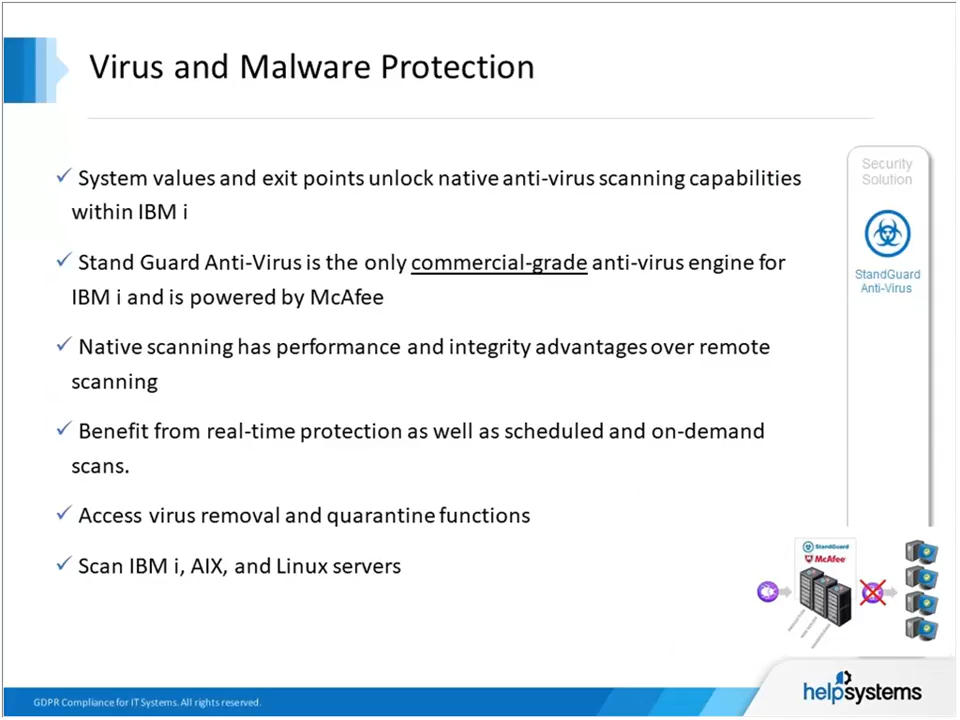 Virus and Malware Protection
✓ System values and exit points unlock native anti-virus scanning capabilities
within IBM i
✓ Stand Guard Anti-Virus is the only commercial-grade anti-virus engine for
IBM i and is powered by McAfee
✓ Native scanning has performance and integrity advantages over remote
scanning
✓ Benefit from real-time protection as well as scheduled and on-demand
scans.
✓ Access virus removal and quarantine functions
✓ Scan IBM i, AIX, and Linux servers
Security
Solution
StandGuard
Anti-Virus
StandGuard
McAfee
GDPR Compliance for IT Systems. All rights reserved.
helpsystems